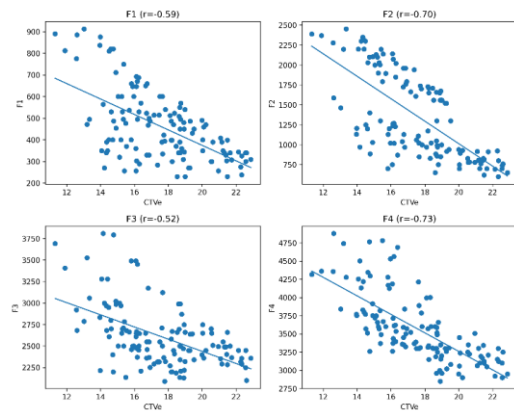 F1 (r=-0.59)
900
800
700
600
500
400
300
200
F1
12 14 16 18 20 22
CTVe
F2 (r=-0.70)
2500
2250
2000
1750
1500
1250
1000
750
F2
12 14 16 18 20 22
CTVe
F3 (r=-0.52)
3750
3500
3250
3000
2750
2500
2250
F3
12 14 16 18 20 22
CTVe
F4 (r=-0.73)
4750
4500
4250
4000
3750
3500
3250
3000
2750
F4
12 14 16 18 20 22
CTVe